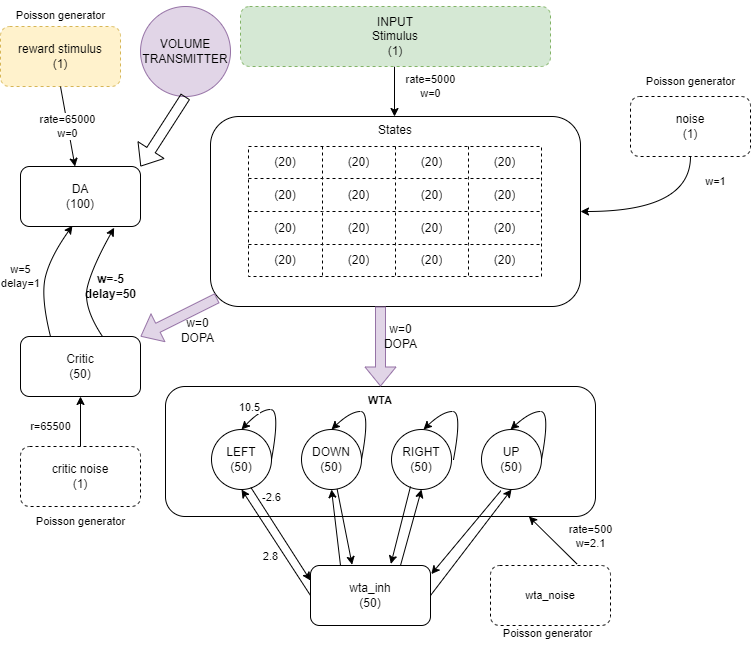 Poisson generator
reward stimulus
(1)
VOLUME
TRANSMITTER
INPUT
Stimulus
(1)
rate=5000
w=0
Poisson generator
noise
(1)
w=1
rate=65000
w=0
DA
(100)
States
(20) (20) (20) (20)
(20) (20) (20) (20)
(20) (20) (20) (20)
(20) (20) (20) (20)
w=5
delay=1
w=-5
delay=50
w=0
DOPA
w=0
DOPA
Critic
(50)
r=65500
critic noise
(1)
Poisson generator
WTA
10.5
LEFT
(50)
DOWN
(50)
RIGHT
(50)
UP
(50)
-2.6
2.8
wta_inh
(50)
rate=500
w=2.1
wta_noise
Poisson generator